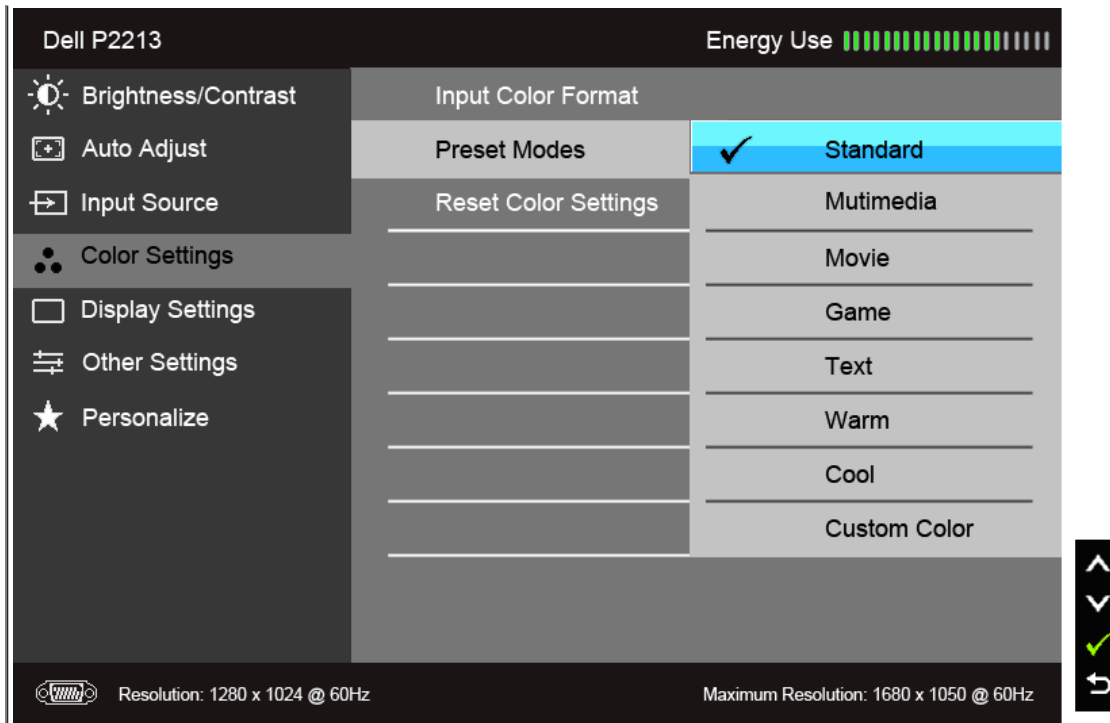 Dell P2213 Energy Use
Brightness/Contrast Input Color Format
Auto Adjust Preset Modes Standard
Input Source Reset Color Settings Mutimedia
Color Settings Movie
Display Settings Game
Other Settings Text
Personalize Warm
Cool
Custom Color
Resolution: 1280 x 1024 @ 60Hz Maximum Resolution: 1680 x 1050 @ 60Hz